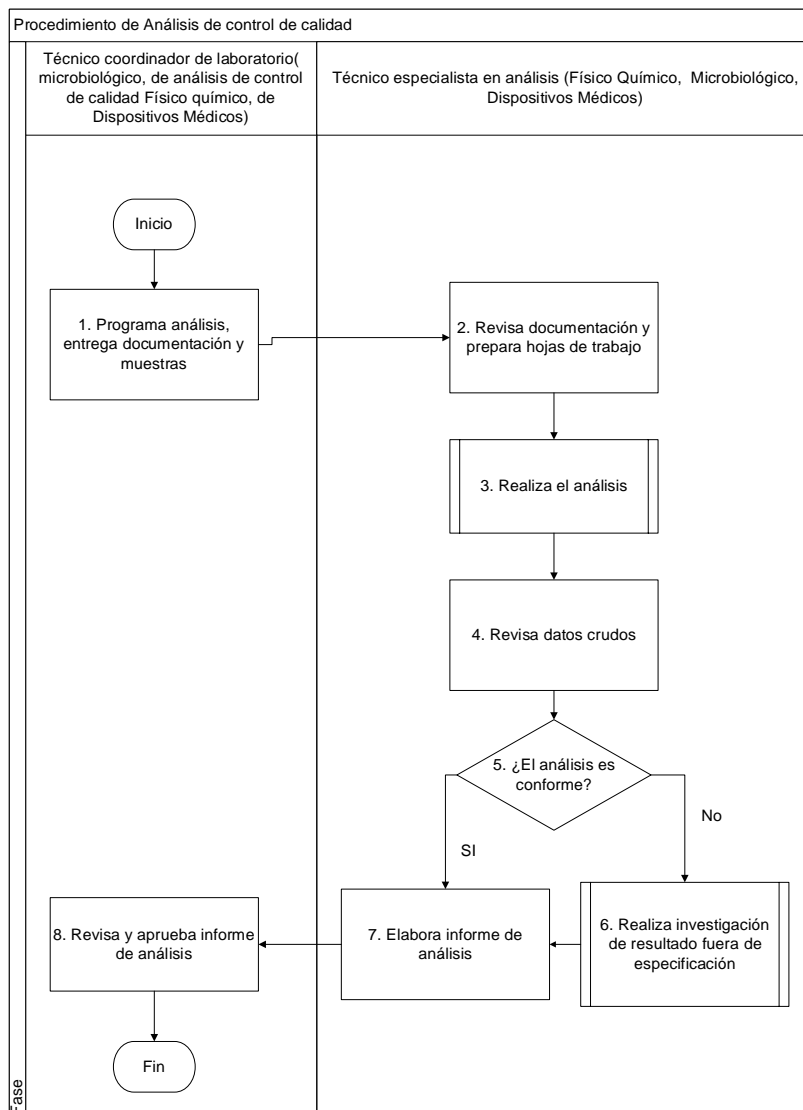 Procedimiento de Análisis de control de calidad
Técnico coordinador de laboratorio(
microbiológico, de análisis de control
de calidad Físico químico, de
Dispositivos Médicos)
Técnico especialista en análisis (Físico Químico,  Microbiológico,
Dispositivos Médicos)
Inicio
1. Programa análisis,
entrega documentación y
muestras
2. Revisa documentación y
prepara hojas de trabajo
3. Realiza el análisis
4. Revisa datos crudos
5. ¿El análisis es
conforme?
No
SI
6. Realiza investigación
de resultado fuera de
especificación
7. Elabora informe de
análisis
8. Revisa y aprueba informe
de análisis
Fin
Fase